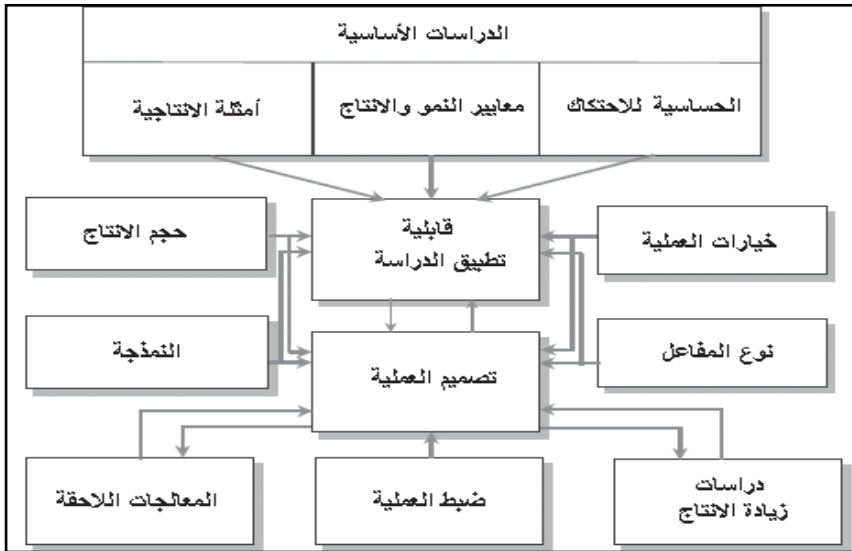 الدراسات الأساسية
الحساسية للاحتكاك
معايير النمو والانتاج
أمثلة الانتاجية
خيارات العملية
قابلية
تطبيق الدراسة
حجم الانتاج
نوع المفاعل
تصميم العملية
النمذجة
دراسات
زيادة الانتاج
ضبط العملية
المعالجات اللاحقة